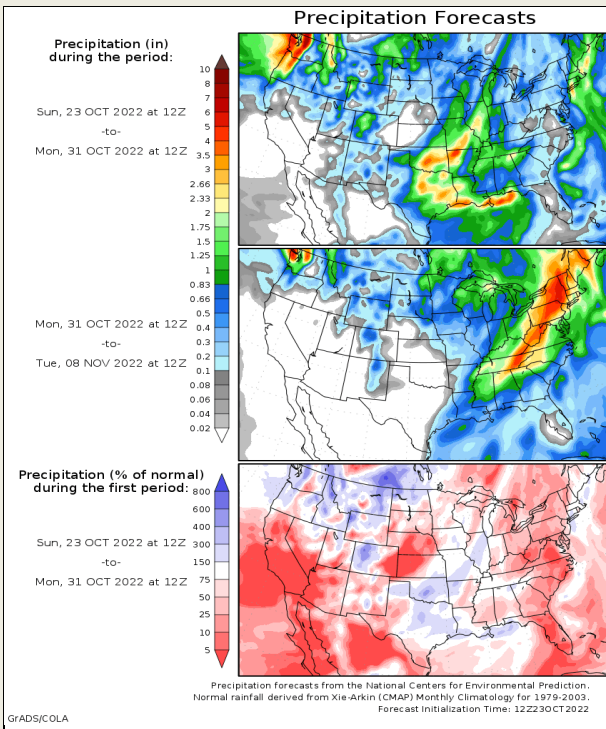 Precipitation Forecasts
Precipitation (in)
during the period:
Sun, 23 OCT 2022 at 12Z
-to-
Mon, 31 OCT 2022 at 12Z
10
8
7
6
5
4
3.5
3
2.66
2.33
2
1.75
1.5
1.25
1
0.83
0.66
0.5
0.4
0.3
0.2
0.1
0.08
0.06
0.04
0.02
Mon, 31 OCT 2022 at 12Z
-to-
Tue, 08 NOV 2022 at 12Z
Precipitation (% of normal)
during the first period:
Sun, 23 OCT 2022 at 12Z
-to-
Mon, 31 OCT 2022 at 12Z
800
600
400
300
150
75
50
25
10
5
Precipitation forecasts from the National Centers for Environmental Prediction.
Normal rainfall derived from Xie-Arkin (CMAP) Monthly Climatology for 1979-2003.
Forecast Initialization Time: 12Z23OCT2022
GrADS/COLA